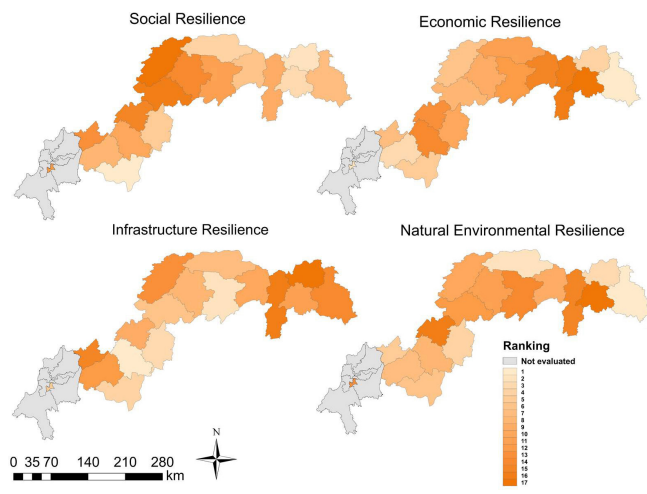 Social Resilience
Economic Resilience
Infrastructure Resilience
Natural Environmental Resilience
Ranking
Not evaluated
1
2
3
4
5
6
7
8
9
10
11
12
13
14
15
16
17
N
0 35 70 140 210 280
km